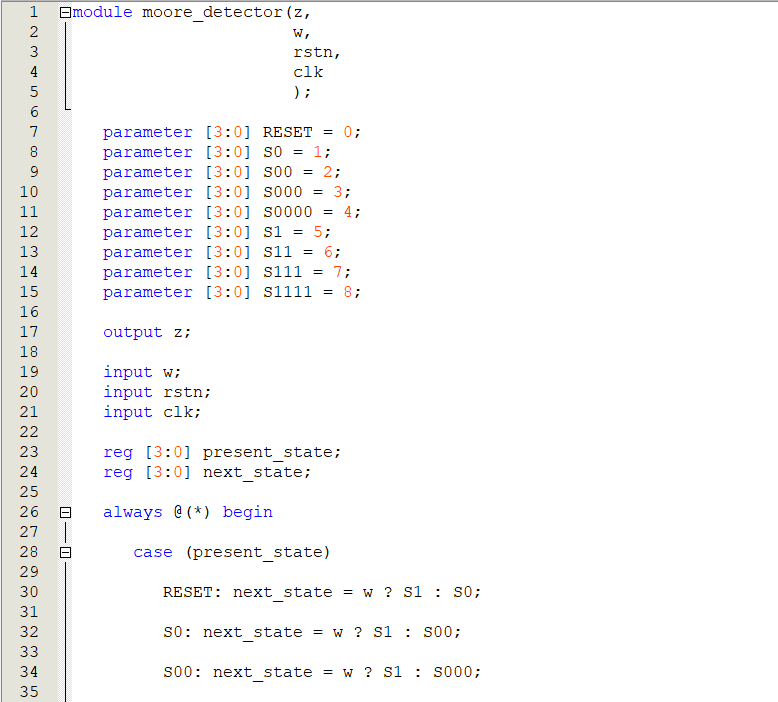 1 module moore_detector(z,
2 w,
3 rstn,
4 clk
5 );
6
7 parameter [3:0] RESET = 0;
8 parameter [3:0] S0 = 1;
9 parameter [3:0] S00 = 2;
10 parameter [3:0] S000 = 3;
11 parameter [3:0] S0000 = 4;
12 parameter [3:0] S1 = 5;
13 parameter [3:0] S11 = 6;
14 parameter [3:0] S111 = 7;
15 parameter [3:0] S1111 = 8;
16
17 output z;
18
19 input w;
20 input rstn;
21 input clk;
22
23 reg [3:0] present_state;
24 reg [3:0] next_state;
25
26 always @(*) begin
27
28 case (present_state)
29
30 RESET: next_state = w ? S1 : S0;
31
32 S0: next_state = w ? S1 : S00;
33
34 S00: next_state = w ? S1 : S000;
35